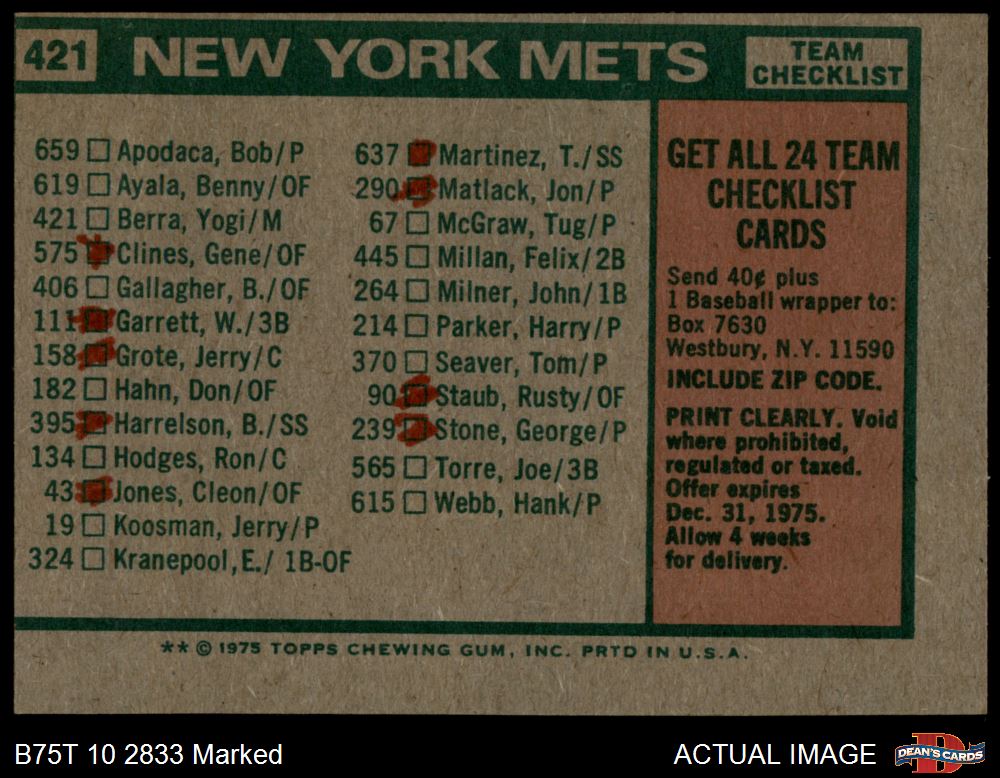 421 NEW YORK METS TEAM CHECKLIST
659 Apodaca, Bob/P
619 Ayala, Benny/OF
421 Berra, Yogi/M
575 Clines, Gene/OF
406 Gallagher, B./OF
111 Garrett, W./3B
158 Grote, Jerry/C
182 Hahn, Don/OF
395 Harrelson, B./SS
134 Hodges, Ron/C
43 Jones, Cleon/OF
19 Koosman, Jerry/P
324 Kranepool,E./ 1B-OF
637 Martinez, T./SS
290 Matlack, Jon/P
67 McGraw, Tug/P
445 Millan, Felix/2B
264 Milner, John/1B
214 Parker, Harry/P
370 Seaver, Tom/P
90 Staub, Rusty/OF
239 Stone, George/P
565 Torre, Joe/3B
615 Webb, Hank/P
GET ALL 24 TEAM
CHECKLIST
CARDS
Send 40¢ plus
1 Baseball wrapper to:
Box 7630
Westbury, N.Y. 11590
INCLUDE ZIP CODE.
PRINT CLEARLY. Void
where prohibited,
regulated or taxed.
Offer expires
Dec. 31, 1975.
Allow 4 weeks
for delivery.
** © 1975 TOPPS CHEWING GUM, INC. PRTD IN U.S.A.
B75T 10 2833 Marked
ACTUAL IMAGE
DEAN'S CARDS